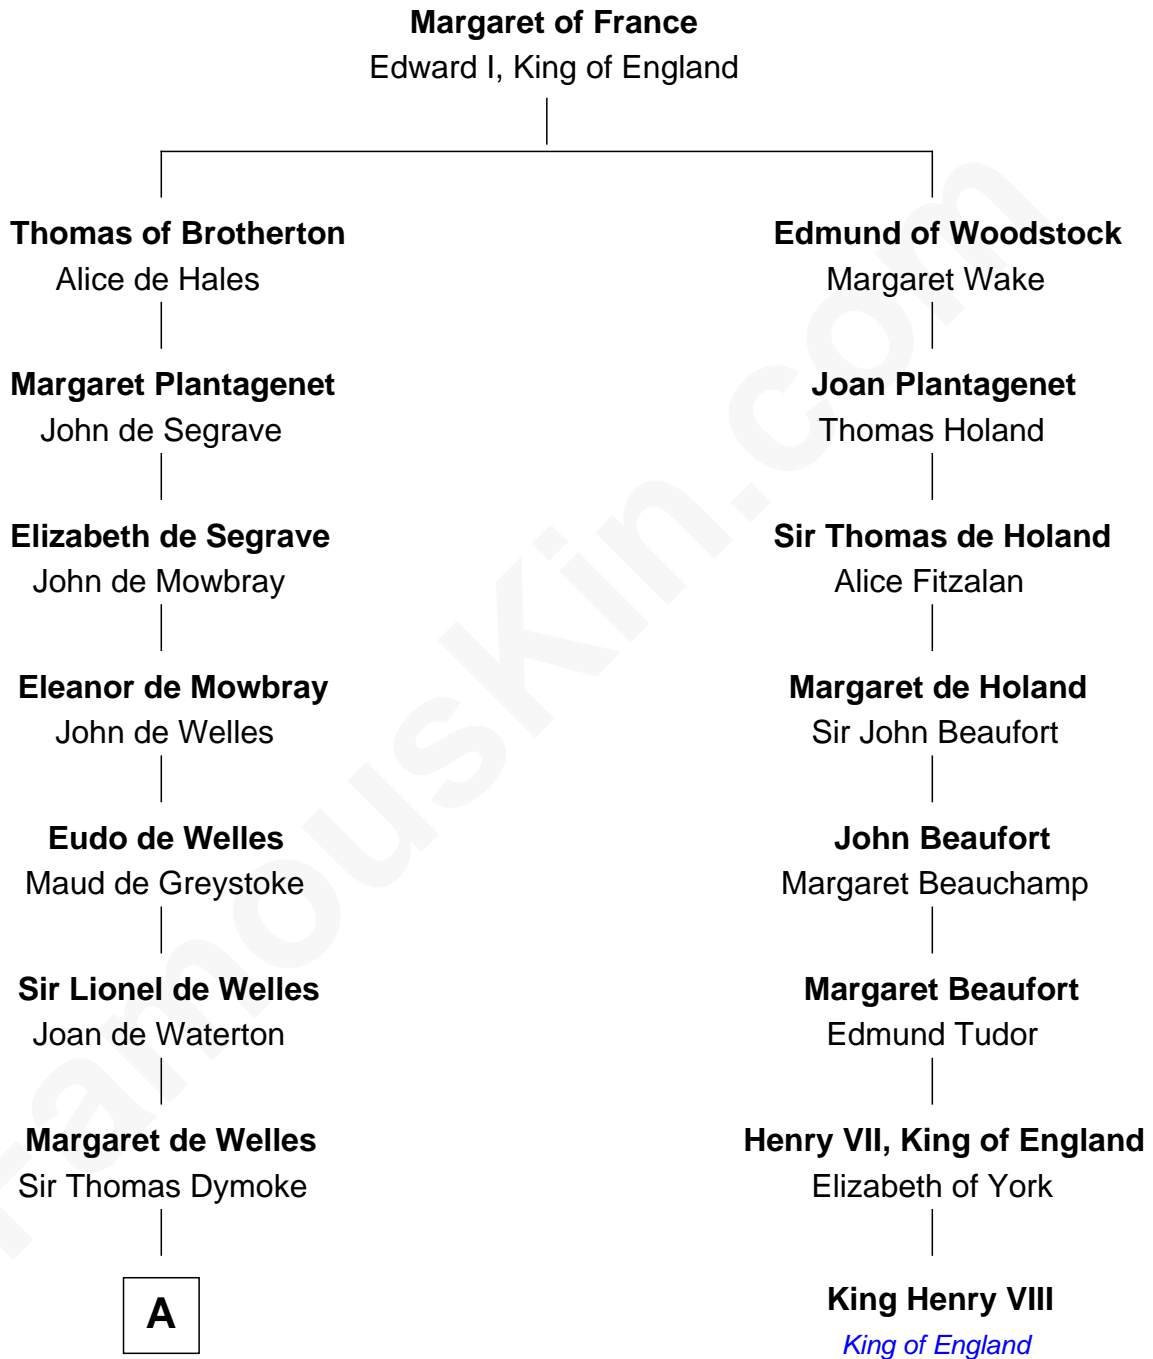 Margaret of France
Edward I, King of England
Thomas of Brotherton
Alice de Hales
Margaret Plantagenet
John de Segrave
Elizabeth de Segrave
John de Mowbray
Eleanor de Mowbray
John de Welles
Eudo de Welles
Maud de Greystoke
Sir Lionel de Welles
Joan de Waterton
Margaret de Welles
Sir Thomas Dymoke
A
Edmund of Woodstock
Margaret Wake
Joan Plantagenet
Thomas Holand
Sir Thomas de Holand
Alice Fitzalan
Margaret de Holand
Sir John Beaufort
John Beaufort
Margaret Beauchamp
Margaret Beaufort
Edmund Tudor
Henry VII, King of England
Elizabeth of York
King Henry VIII
King of England
FamousKin.com